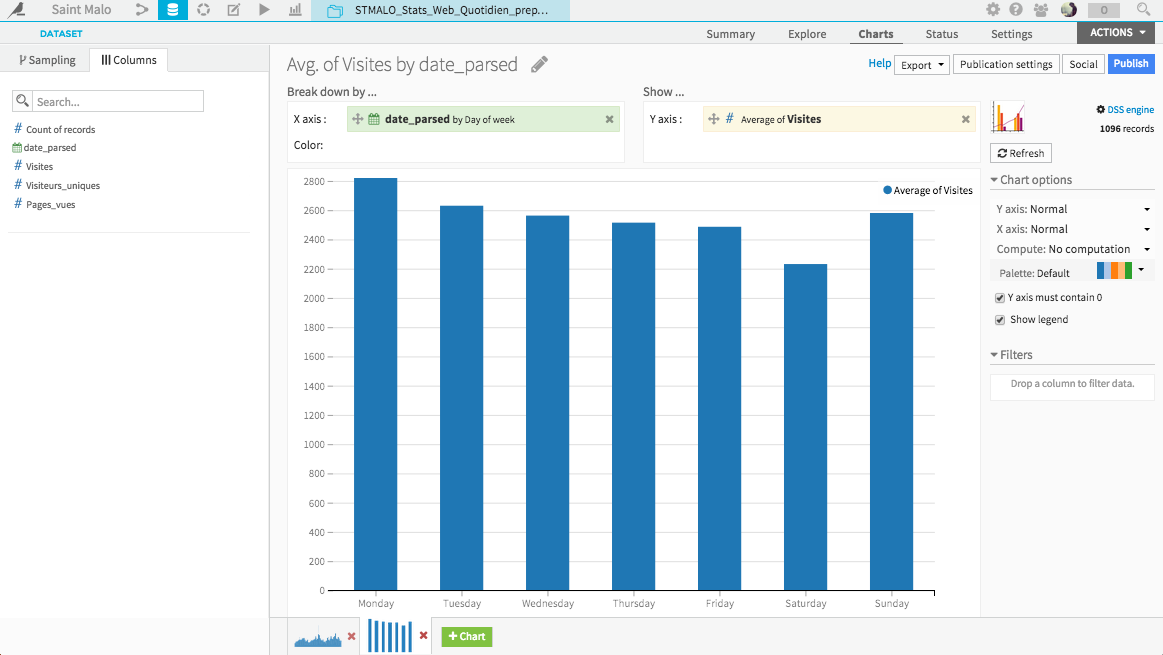 Saint Malo
STMALO_Stats_Web_Quotidien_prep...
0
DATASET
Summary
Explore
Charts
Status
Settings
ACTIONS
Sampling
Columns
Search...
# Count of records
date_parsed
# Visites
# Visiteurs_uniques
# Pages_vues
Avg. of Visites by date_parsed
Help
Export
Publication settings
Social
Publish
Break down by ...
X axis :
date_parsed by Day of week
Color:
Show ...
Y axis :
# Average of Visites
DSS engine
1096 records
Refresh
Chart options
Y axis: Normal
X axis: Normal
Compute: No computation
Palette: Default
Y axis must contain 0
Show legend
Filters
Drop a column to filter data.
Average of Visites
2800
2600
2400
2200
2000
1800
1600
1400
1200
1000
800
600
400
200
0
Monday Tuesday Wednesday Thursday Friday Saturday Sunday
+ Chart